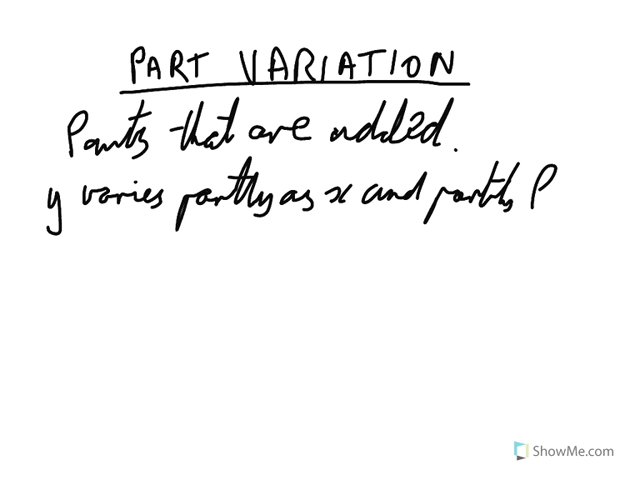 PART VARIATION
Parts that are added.
y varies partly as x and partly P
ShowMe.com